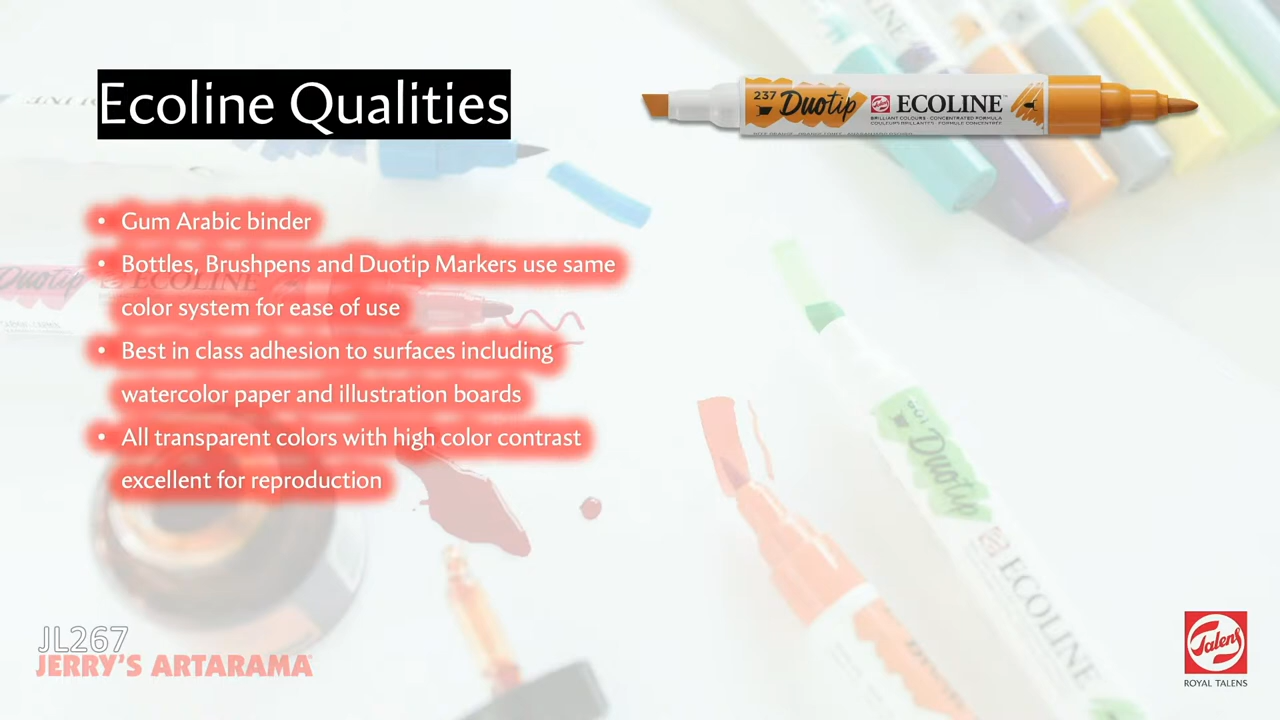 Ecoline Qualities
237 Duotip ECOLINE
BRILLIANT COLOURS · CONCENTRATED FORMULA
COULEURS BRILLANTES · FORMULE CONCENTRÉE
• Gum Arabic binder
• Bottles, Brushpens and Duotip Markers use same
color system for ease of use
• Best in class adhesion to surfaces including
watercolor paper and illustration boards
• All transparent colors with high color contrast
excellent for reproduction
Duotip ECOLINE
Duotip ECOLINE
JL267
JERRY'S ARTARAMA
Talens
ROYAL TALENS